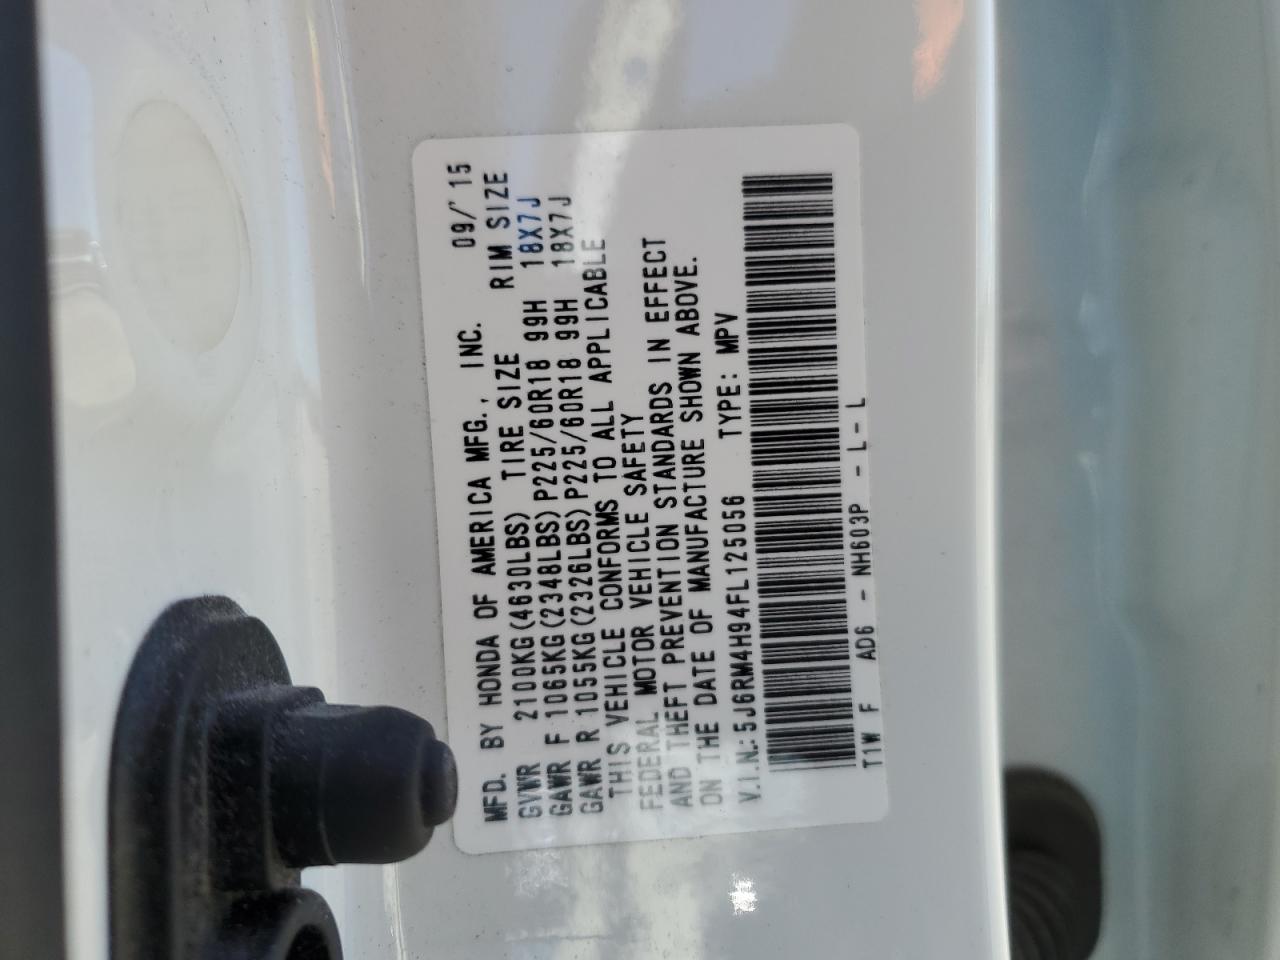 MFD. BY HONDA OF AMERICA MFG., INC. 09/'15
GVWR 2100KG(4630LBS) TIRE SIZE RIM SIZE
GAWR F 1065KG(2348LBS)P225/60R18 99H 18X7J
GAWR R 1055KG(2326LBS)P225/60R18 99H 18X7J
THIS VEHICLE CONFORMS TO ALL APPLICABLE
FEDERAL MOTOR VEHICLE SAFETY
AND THEFT PREVENTION STANDARDS IN EFFECT
ON THE DATE OF MANUFACTURE SHOWN ABOVE.
V.I.N.:5J6RM4H94FL125056 TYPE: MPV
T1W F AD6 - NH603P - L-L